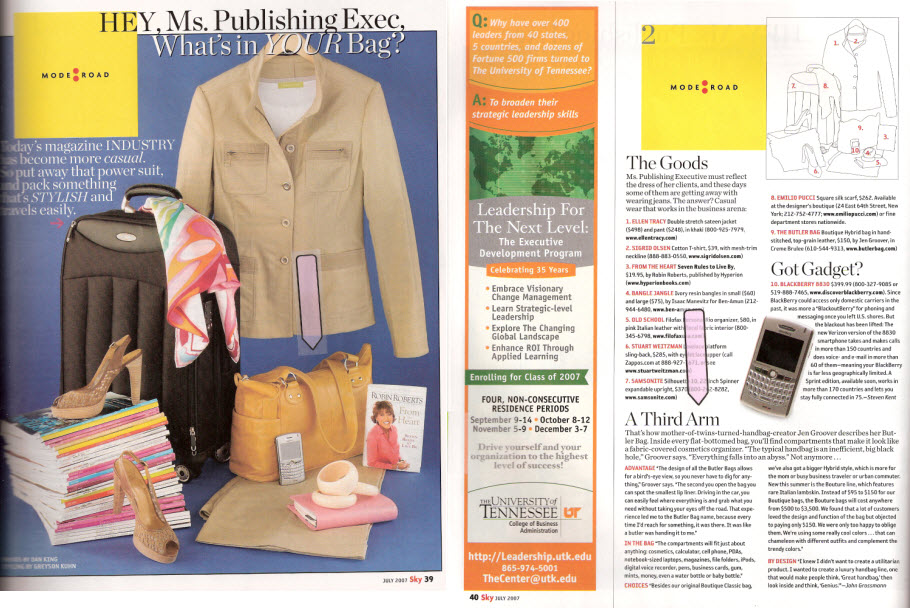 HEY, Ms. Publishing Exec,
What's in YOUR Bag?
MODE ROAD
Today's magazine INDUSTRY
has become more casual.
So put away that power suit,
and pack something
that's STYLISH and
travels easily.
ROBIN ROBERTS
From the
Heart
STYLING BY GREYSON KUHN
JULY 2007 Sky 39
Q: Why have over 400
leaders from 40 states,
5 countries, and dozens of
Fortune 500 firms turned to
The University of Tennessee?
A: To broaden their
strategic leadership skills
Leadership For
The Next Level:
The Executive
Development Program
Celebrating 35 Years
• Embrace Visionary
Change Management
• Learn Strategic-level
Leadership
• Explore The Changing
Global Landscape
• Enhance ROI Through
Applied Learning
Enrolling for Class of 2007
FOUR, NON-CONSECUTIVE
RESIDENCE PERIODS
September 9-14 • October 8-12
November 5-9 • December 3-7
Drive yourself and your
organization to the highest
level of success!
THE UNIVERSITY of
TENNESSEE UT
College of Business
Administration
http://Leadership.utk.edu
865-974-5001
TheCenter@utk.edu
40 Sky JULY 2007
2
MODE ROAD
1.
2.
7.
8.
9.
3.
10.
4.
5.
6.
The Goods
Ms. Publishing Executive must reflect
the dress of her clients, and these days
some of them are getting away with
wearing jeans. The answer? Casual
wear that works in the business arena:
1. ELLEN TRACY Double stretch sateen jacket
($498) and pant ($248), in khaki (800-925-7979,
www.ellentracy.com)
2. SIGRID OLSEN Cotton T-shirt, $39, with mesh-trim
neckline (888-883-0550, www.sigridolsen.com)
3. FROM THE HEART Seven Rules to Live By,
$19.95, by Robin Roberts, published by Hyperion
(www.hyperionbooks.com)
4. BANGLE JANGLE Ivory resin bangles in small ($60)
and large ($75), by Isaac Manevitz for Ben-Amun (212-
944-6480, www.ben-
5. OLD SCHOOL Filofax organizer, $80, in
pink Italian leather with fabric interior (800-
345-6798, www.filofax
6. STUART WEITZMAN platform
sling-back, $285, with upper (call
Zappos.com at 888-927-
www.stuartweitzman.com
7. SAMSONITE Silhouette 10, 2 inch Spinner
expandable upright, $370 -8282,
www.samsonite.com)
8. EMILIO PUCCI Square silk scarf, $262. Available
at the designer's boutique (24 East 64th Street, New
York; 212-752-4777; www.emiliopucci.com) or fine
department stores nationwide.
9. THE BUTLER BAG Boutique Hybrid bag in hand-
stitched, top-grain leather, $150, by Jen Groover, in
Creme Brulee (610-544-9313, www.butlerbag.com)
Got Gadget?
10. BLACKBERRY 8830 $399.99 (800-327-9085 or
519-888-7465, www.discoverblackberry.com). Since
BlackBerry could access only domestic carriers in the
past, it was more a "BlackoutBerry" for phoning and
messaging once you left U.S. shores. But
the blackout has been lifted: The
new Verizon version of the 8830
smartphone takes and makes calls
in more than 150 countries and
does voice- and e-mail in more than
60 of them—meaning your BlackBerry
is far less geographically limited. A
Sprint edition, available soon, works in
more than 170 countries and lets you
stay fully connected in 75.—Steven Kent
A Third Arm
That's how mother-of-twins-turned-handbag-creator Jen Groover describes her But-
ler Bag. Inside every flat-bottomed bag, you'll find compartments that make it look like
a fabric-covered cosmetics organizer. "The typical handbag is an inefficient, big black
hole," Groover says. "Everything falls into an abyss." Not anymore . . .
ADVANTAGE "The design of all the Butler Bags allows
for a bird's-eye view, so you never have to dig for any-
thing," Groover says. "The second you open the bag you
can spot the smallest lip liner. Driving in the car, you
can easily feel where everything is and grab what you
need without taking your eyes off the road. That expe-
rience led me to the Butler Bag name, because every
time I'd reach for something, it was there. It was like
a butler was handing it to me."
IN THE BAG "The compartments will fit just about
anything: cosmetics, calculator, cell phone, PDAs,
notebook-sized laptops, magazines, file folders, iPods,
digital voice recorder, pens, business cards, gum,
mints, money, even a water bottle or baby bottle."
CHOICES "Besides our original Boutique Classic bag,
we've also got a bigger Hybrid style, which is more for
the mom or busy business traveler or urban commuter.
New this summer is the Bouture line, which features
rare Italian lambskin. Instead of $95 to $150 for our
Boutique bags, the Bouture bags will cost anywhere
from $500 to $3,500. We found that a lot of customers
loved the design and function of the bag but objected
to paying only $150. We were only too happy to oblige
them. We're using some really cool colors . . . that can
chameleon with different outfits and complement the
trendy colors."
BY DESIGN "I knew I didn't want to create a utilitarian
product. I wanted to create a luxury handbag line, one
that would make people think, 'Great handbag,' then
look inside and think, 'Genius.'"—John Grossmann